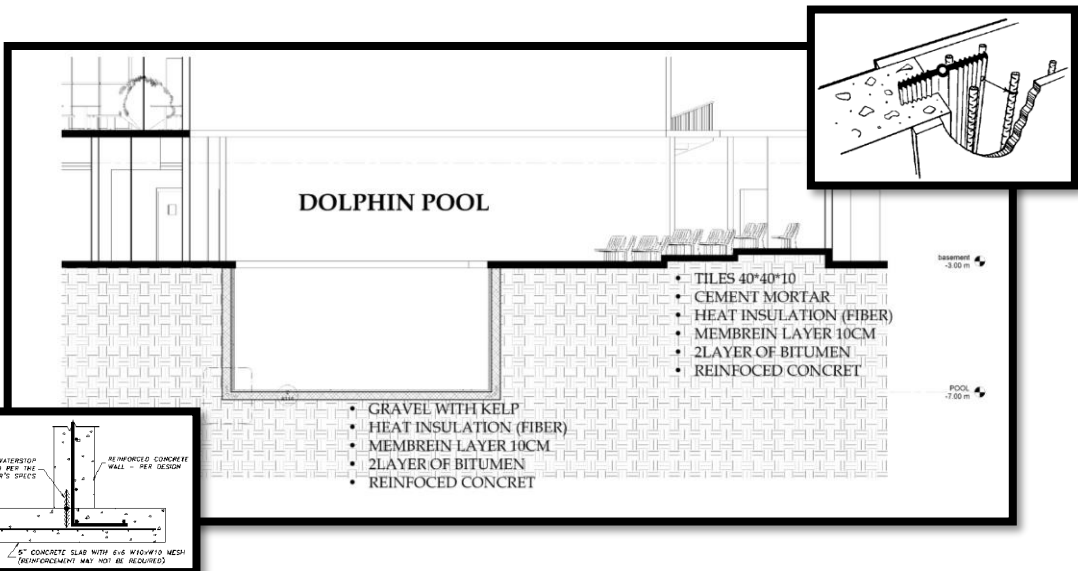 DOLPHIN POOL
basement
-3.00 m
• TILES 40*40*10
• CEMENT MORTAR
• HEAT INSULATION (FIBER)
• MEMBREIN LAYER 10CM
• 2LAYER OF BITUMEN
• REINFOCED CONCRET
POOL
-7.00 m
• GRAVEL WITH KELP
• HEAT INSULATION (FIBER)
• MEMBREIN LAYER 10CM
• 2LAYER OF BITUMEN
• REINFOCED CONCRET
WATERSTOP
PER THE
SPECS
REINFORCED CONCRETE
WALL - PER DESIGN
5" CONCRETE SLAB WITH 6x6 W10xW10 MESH
(REINFORCEMENT MAY NOT BE REQUIRED)